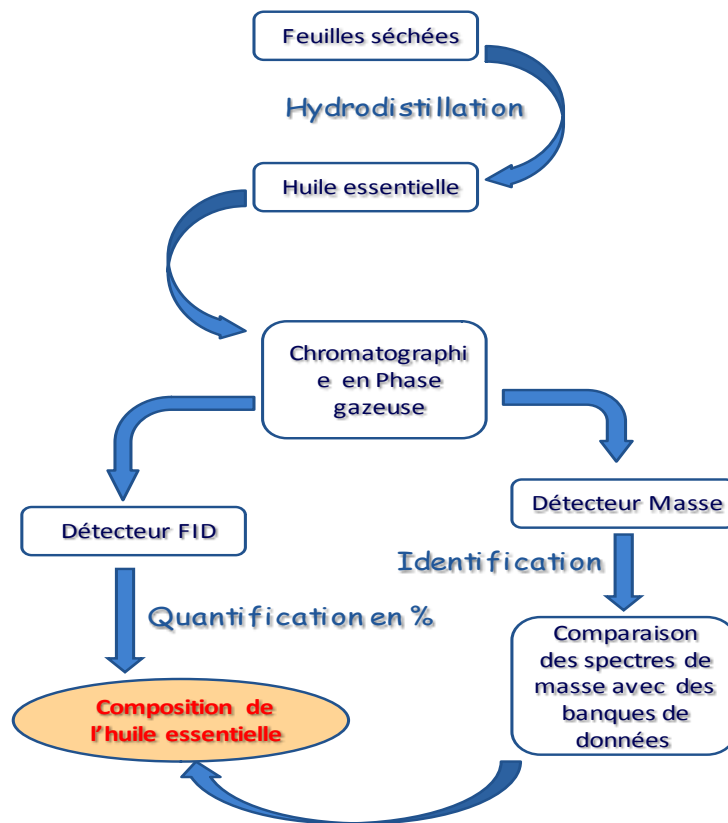 Feuilles séchées
Hydrodistillation
Huile essentielle
Chromatographi
e en Phase
gazeuse
Détecteur FID
Détecteur Masse
Identification
Quantification en %
Comparaison
des spectres de
masse avec des
banques de
données
Composition de
l'huile essentielle